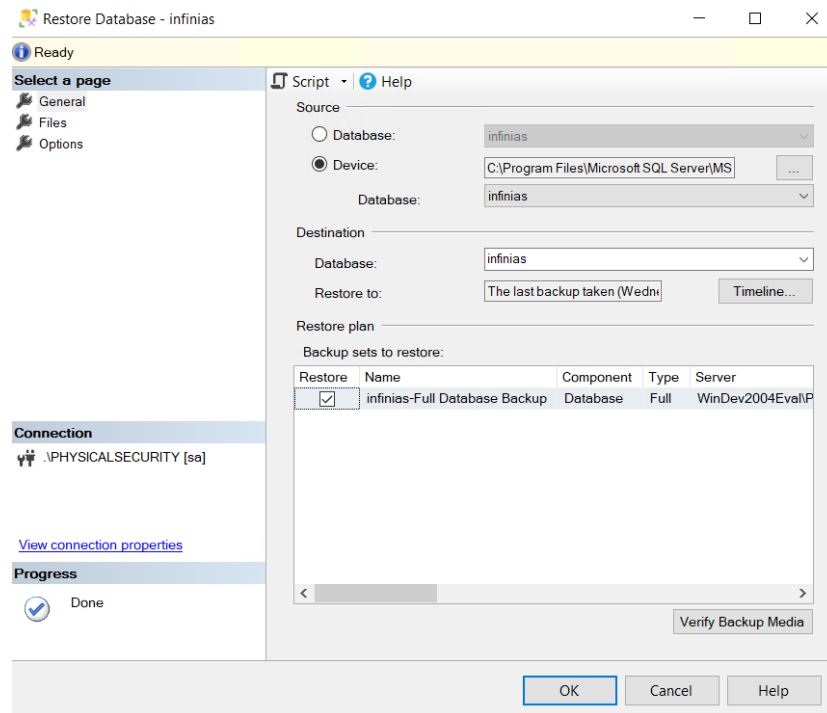 Restore Database - infinias
Ready
Select a page
General
Files
Options
Script
Help
Source
Database:
infinias
Device:
C:\Program Files\Microsoft SQL Server\MS
...
Database:
infinias
Destination
Database:
infinias
Restore to:
The last backup taken (Wedne
Timeline...
Restore plan
Backup sets to restore:
Restore Name Component Type Server
infinias-Full Database Backup Database Full WinDev2004Eval\P
Connection
.\PHYSICALSECURITY [sa]
View connection properties
Progress
Done
Verify Backup Media
OK Cancel Help